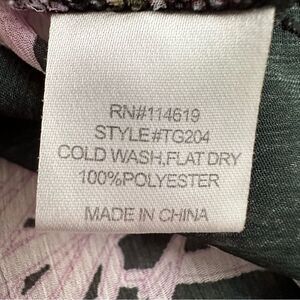 RN#114619
STYLE#TG204
COLD WASH.FLAT DRY
100%POLYESTER
MADE IN CHINA